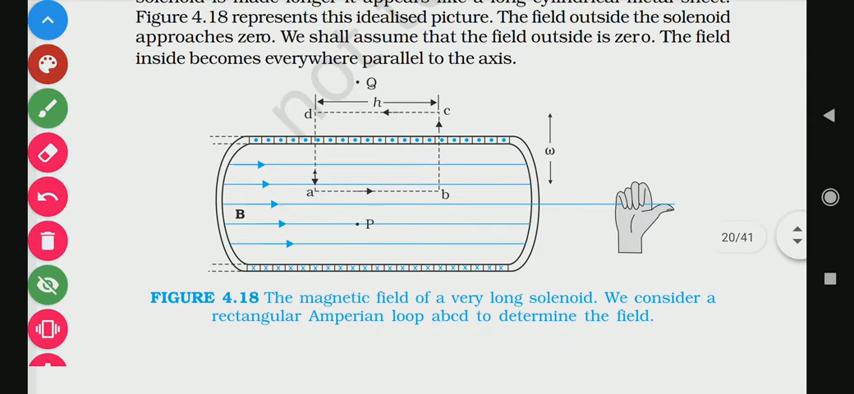 Figure 4.18 represents this idealised picture. The field outside the solenoid
approaches zero. We shall assume that the field outside is zero. The field
inside becomes everywhere parallel to the axis.
Q
h
d
c
ω
a
b
B
P
20/41
FIGURE 4.18 The magnetic field of a very long solenoid. We consider a
rectangular Amperian loop abcd to determine the field.